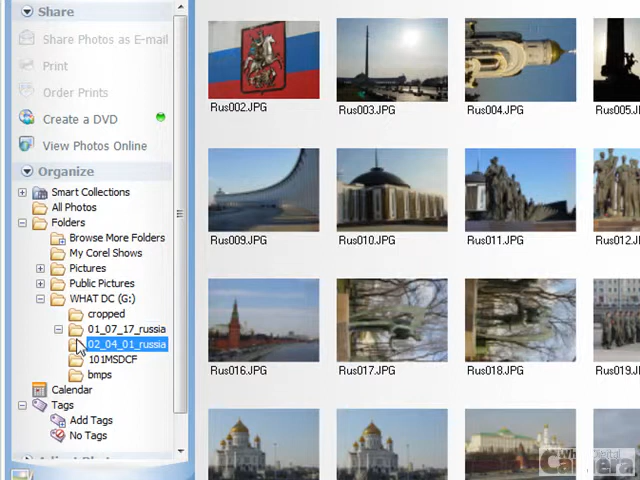 Share
Share Photos as E-mail
Print
Order Prints
Create a DVD
View Photos Online
Organize
Smart Collections
All Photos
Folders
Browse More Folders
My Corel Shows
Pictures
Public Pictures
WHAT DC (G:)
cropped
01_07_17_russia
02_04_01_russia
101MSDCF
bmps
Calendar
Tags
Add Tags
No Tags
Rus002.JPG
Rus003.JPG
Rus004.JPG
Rus005.
Rus009.JPG
Rus010.JPG
Rus011.JPG
Rus012.
Rus016.JPG
Rus017.JPG
Rus018.JPG
Rus019.
What Digital
Camera